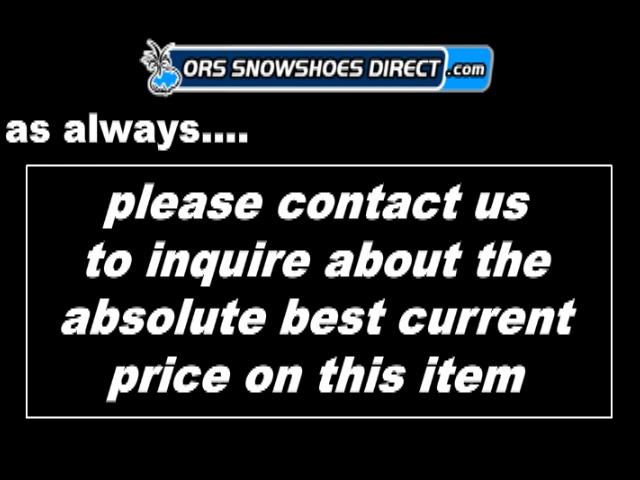 ORS SNOWSHOES DIRECT.com
as always....
please contact us
to inquire about the
absolute best current
price on this item